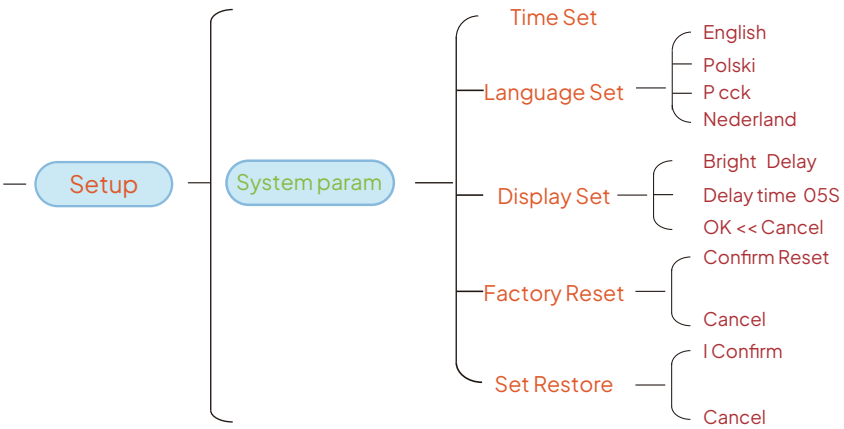 Setup
System param
Time Set
Language Set
English
Polski
P cck
Nederland
Display Set
Bright Delay
Delay time 05S
OK << Cancel
Factory Reset
Confirm Reset
Cancel
Set Restore
I Confirm
Cancel